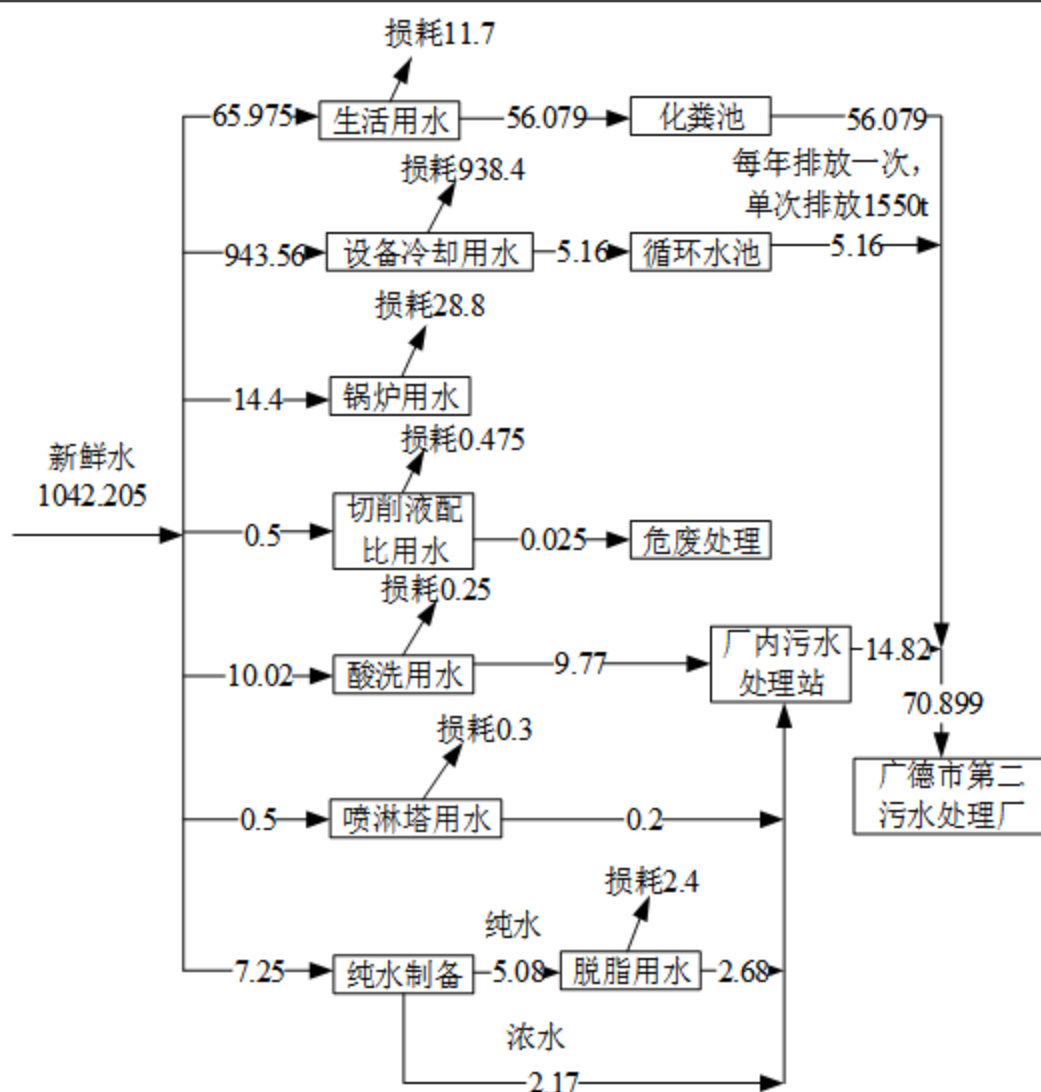 损耗11.7
65.975
生活用水
56.079
化粪池
56.079
每年排放一次，
单次排放1550t
损耗938.4
943.56
设备冷却用水
5.16
循环水池
5.16
损耗28.8
14.4
锅炉用水
新鲜水
1042.205
损耗0.475
0.5
切削液配
比用水
0.025
危废处理
损耗0.25
10.02
酸洗用水
9.77
厂内污水
处理站
14.82
70.899
广德市第二
污水处理厂
损耗0.3
0.5
喷淋塔用水
0.2
损耗2.4
7.25
纯水制备
纯水
5.08
脱脂用水
2.68
浓水
2.17